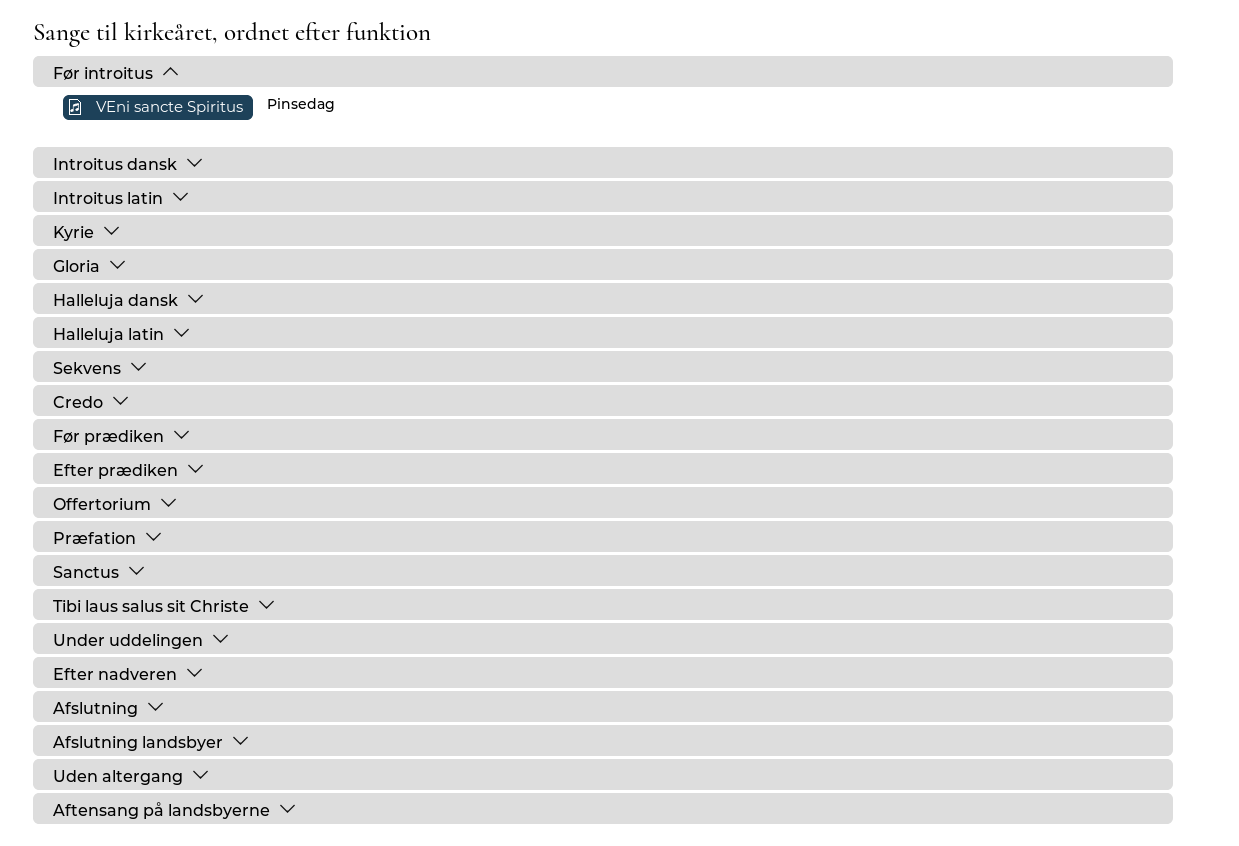 Sange til kirkeåret, ordnet efter funktion
Før introitus
VEni sancte Spiritus Pinsedag
Introitus dansk
Introitus latin
Kyrie
Gloria
Halleluja dansk
Halleluja latin
Sekvens
Credo
Før prædiken
Efter prædiken
Offertorium
Præfation
Sanctus
Tibi laus salus sit Christe
Under uddelingen
Efter nadveren
Afslutning
Afslutning landsbyer
Uden altergang
Aftensang på landsbyerne